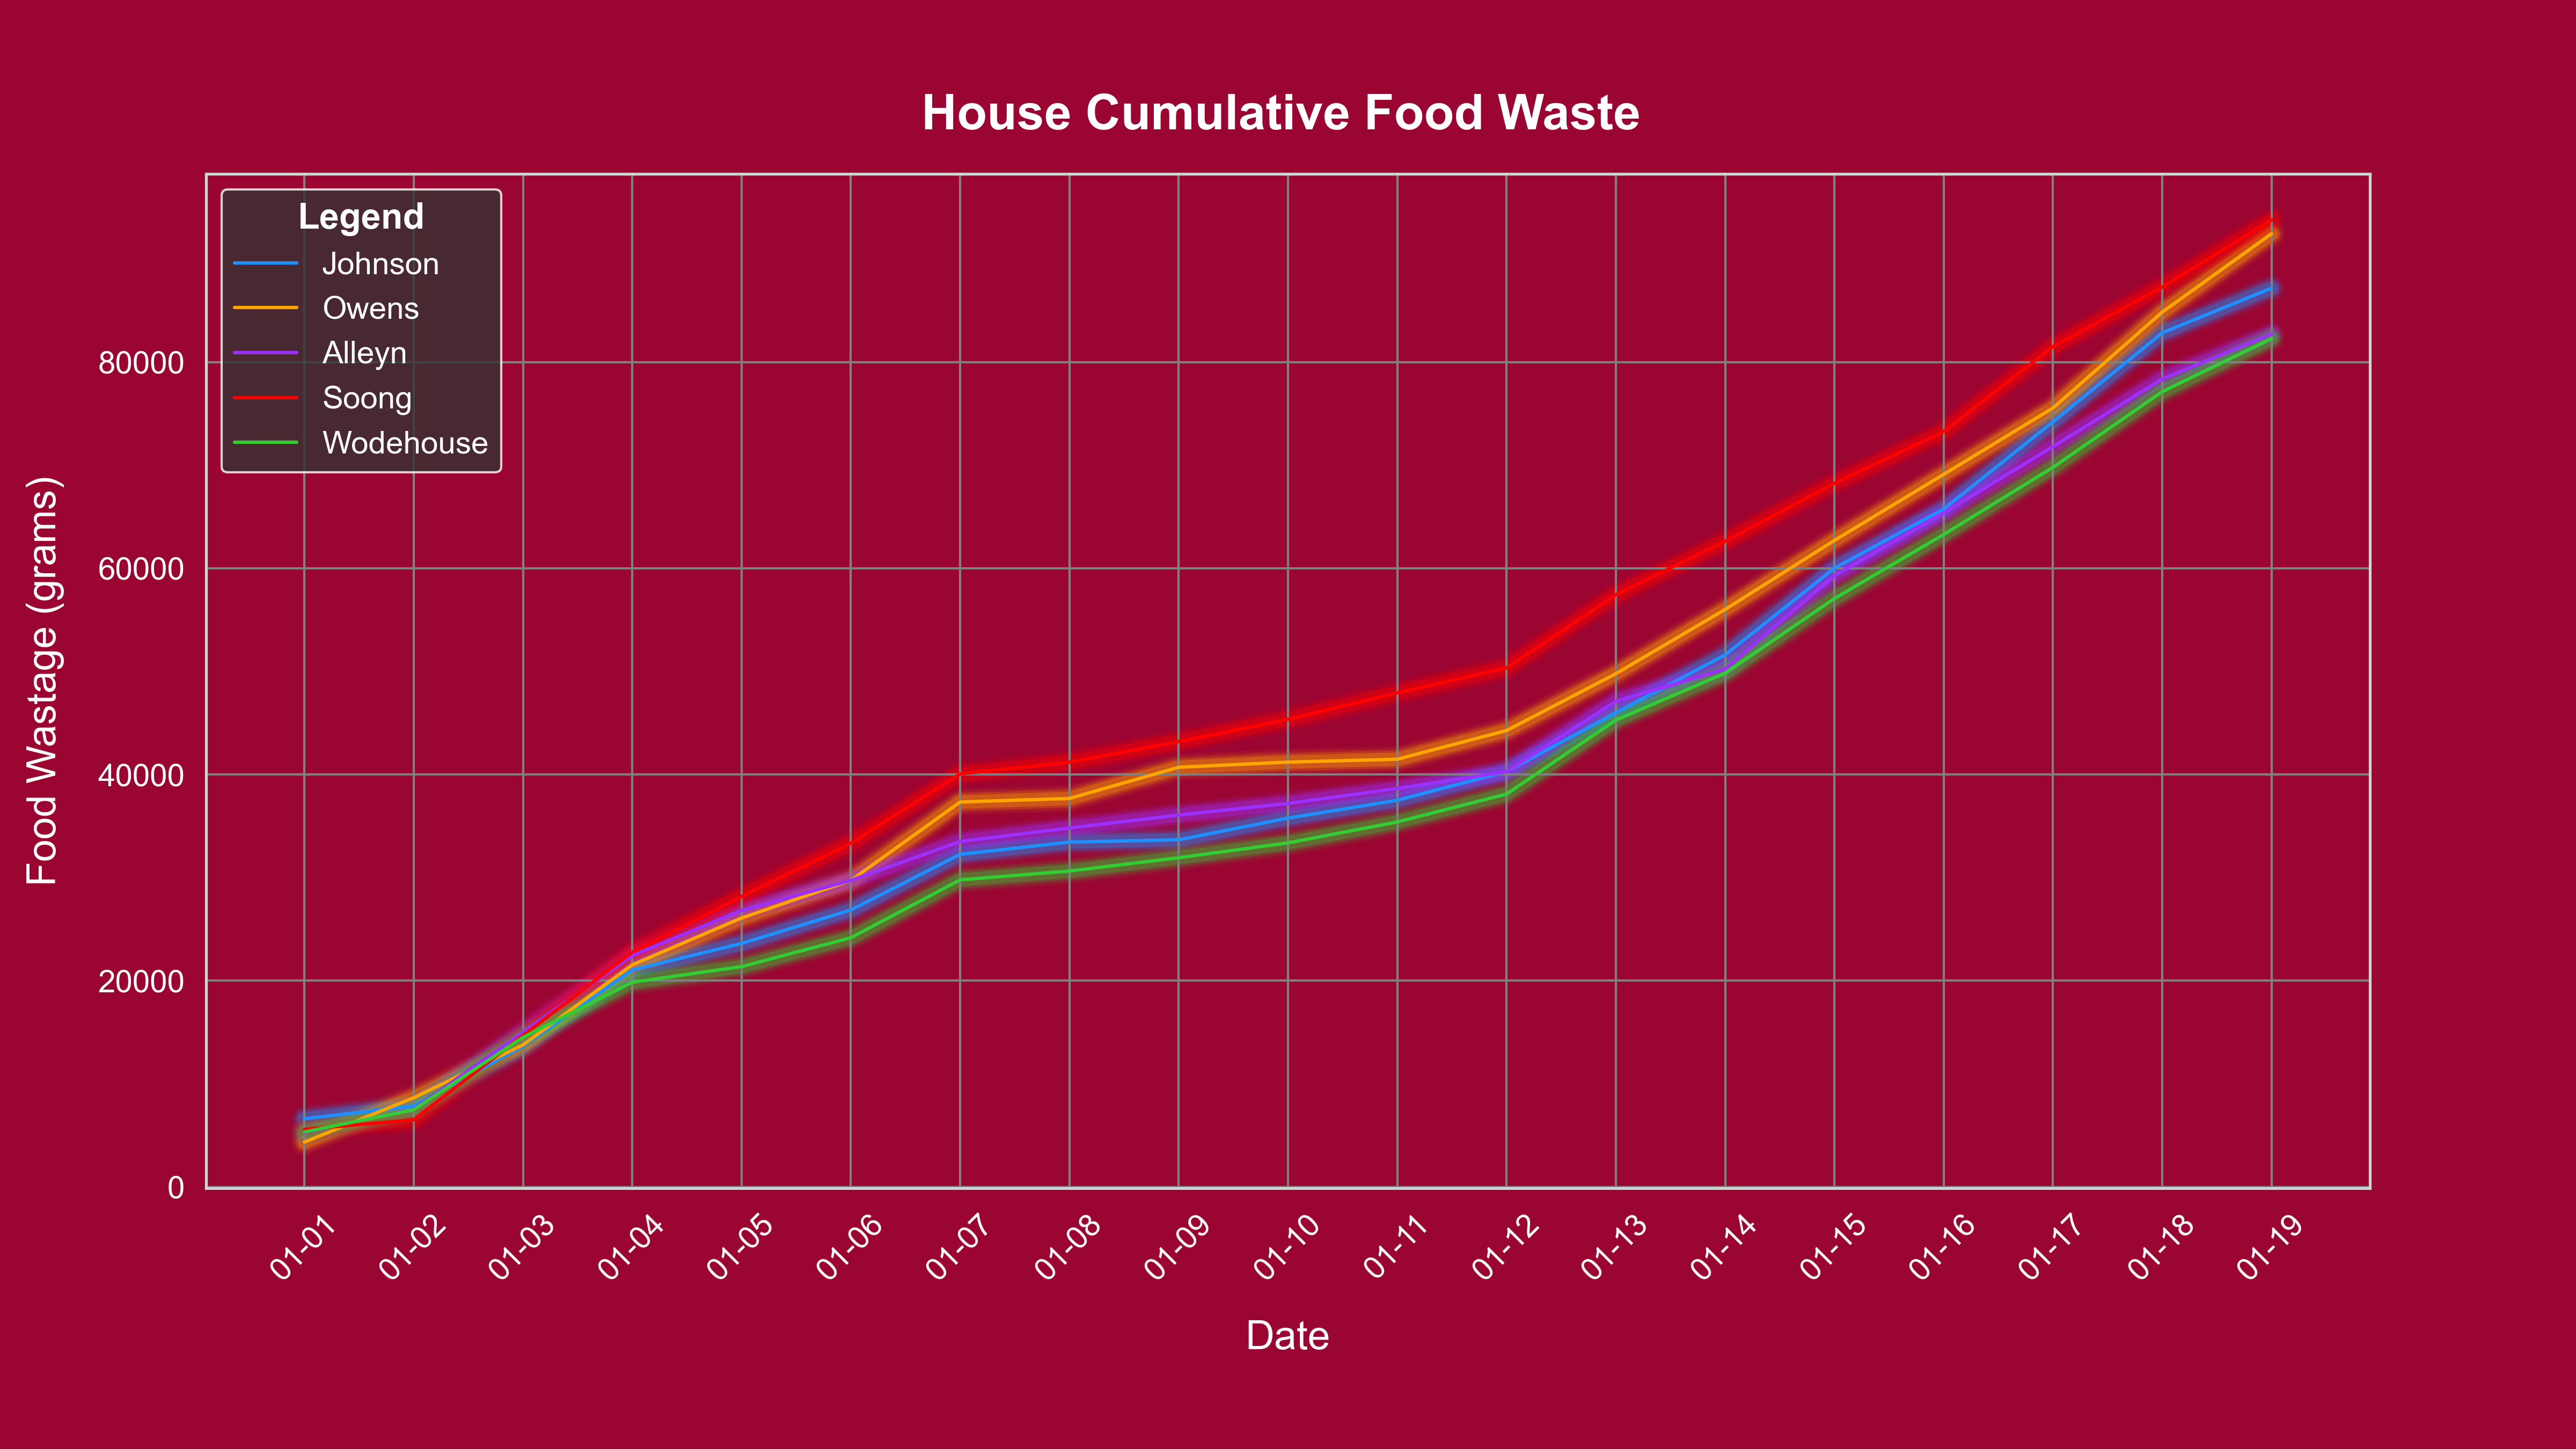 House Cumulative Food Waste
Legend
Johnson
Owens
Alleyn
Soong
Wodehouse
Food Wastage (grams)
80000
60000
40000
20000
0
01-01
01-02
01-03
01-04
01-05
01-06
01-07
01-08
01-09
01-10
01-11
01-12
01-13
01-14
01-15
01-16
01-17
01-18
01-19
Date